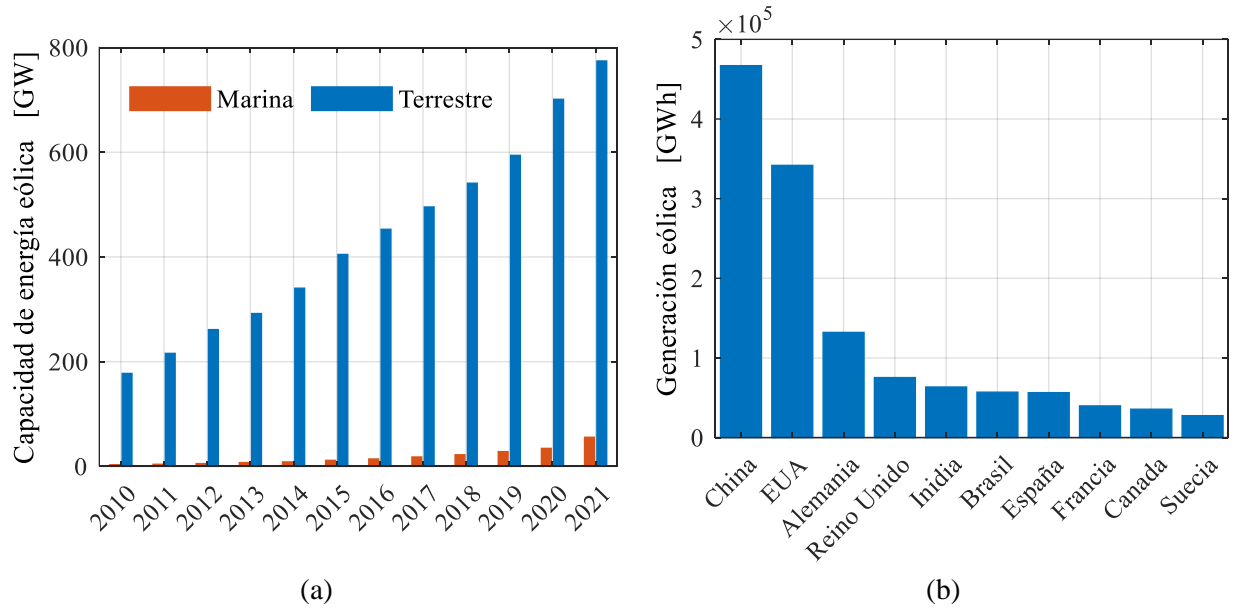 Capacidad de energía eólica [GW]
800
600
400
200
0
Marina
Terrestre
2010
2011
2012
2013
2014
2015
2016
2017
2018
2019
2020
2021
(a)
×10⁵
Generación eólica [GWh]
5
4
3
2
1
0
China
EUA
Alemania
Reino Unido
Inidia
Brasil
España
Francia
Canada
Suecia
(b)